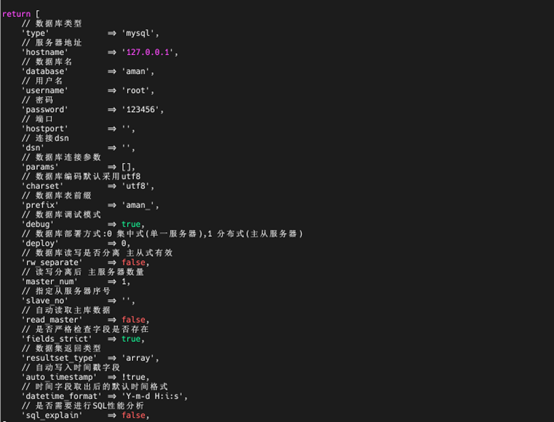 return [
// 数据库类型
'type' => 'mysql',
// 服务器地址
'hostname' => '127.0.0.1',
// 数据库名
'database' => 'aman',
// 用户名
'username' => 'root',
// 密码
'password' => '123456',
// 端口
'hostport' => '',
// 连接dsn
'dsn' => '',
// 数据库连接参数
'params' => [],
// 数据库编码默认采用utf8
'charset' => 'utf8',
// 数据库表前缀
'prefix' => 'aman_',
// 数据库调试模式
'debug' => true,
// 数据库部署方式:0 集中式(单一服务器),1 分布式(主从服务器)
'deploy' => 0,
// 数据库读写是否分离 主从式有效
'rw_separate' => false,
// 读写分离后 主服务器数量
'master_num' => 1,
// 指定从服务器序号
'slave_no' => '',
// 自动读取主库数据
'read_master' => false,
// 是否严格检查字段是否存在
'fields_strict' => true,
// 数据集返回类型
'resultset_type' => 'array',
// 自动写入时间戳字段
'auto_timestamp' => !true,
// 时间字段取出后的默认时间格式
'datetime_format' => 'Y-m-d H:i:s',
// 是否需要进行SQL性能分析
'sql_explain' => false,